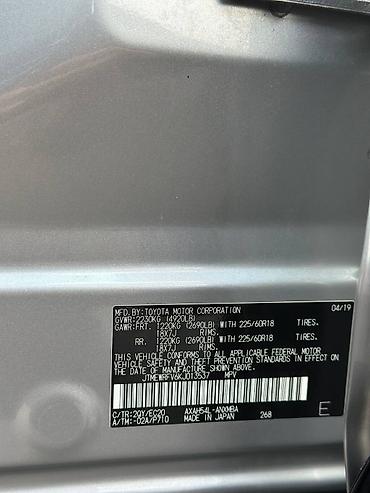 MFD.BY:TOYOTA MOTOR CORPORATION 04/19
GVWR:2230KG (4920LB)
GAWR:FRT. 1220KG (2690LB) WITH 225/60R18 TIRES.
18X7J RIMS.
RR. 1220KG (2690LB) WITH 225/60R18 TIRES.
18X7J RIMS.
THIS VEHICLE CONFORMS TO ALL APPLICABLE FEDERAL MOTOR
VEHICLE SAFETY AND THEFT PREVENTION STANDARDS IN EFFECT ON
THE DATE OF MANUFACTURE SHOWN ABOVE.
JTMEWRFV6KJ013537 MPV
C/TR:2QY/EC20 AXAH54L-ANXMBA
A/TM:-02A/P710 MADE IN JAPAN 268 E